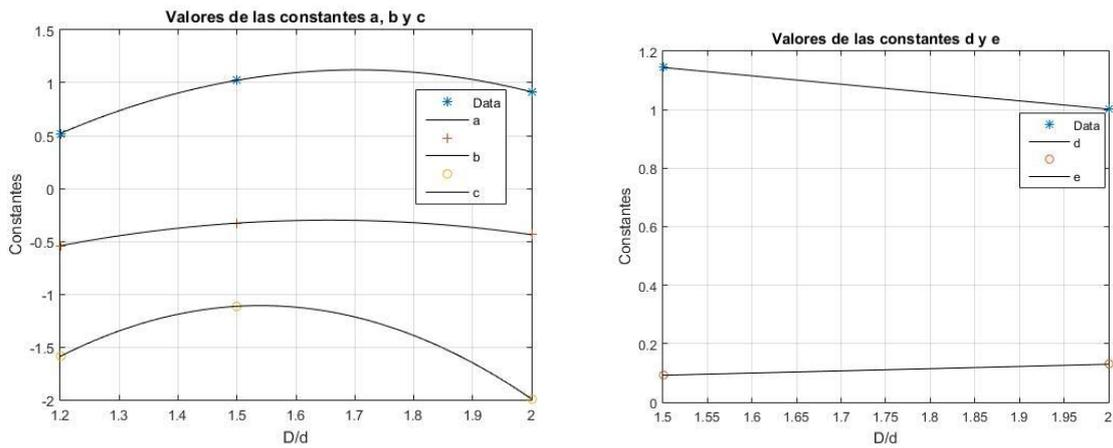 Valores de las constantes a, b y c
1.5
1
0.5
0
-0.5
-1
-1.5
-2
Constantes
1.2
1.3
1.4
1.5
1.6
1.7
1.8
1.9
2
D/d
Data
a
b
c
Valores de las constantes d y e
1.2
1
0.8
0.6
0.4
0.2
0
Constantes
1.5
1.55
1.6
1.65
1.7
1.75
1.8
1.85
1.9
1.95
2
D/d
Data
d
e